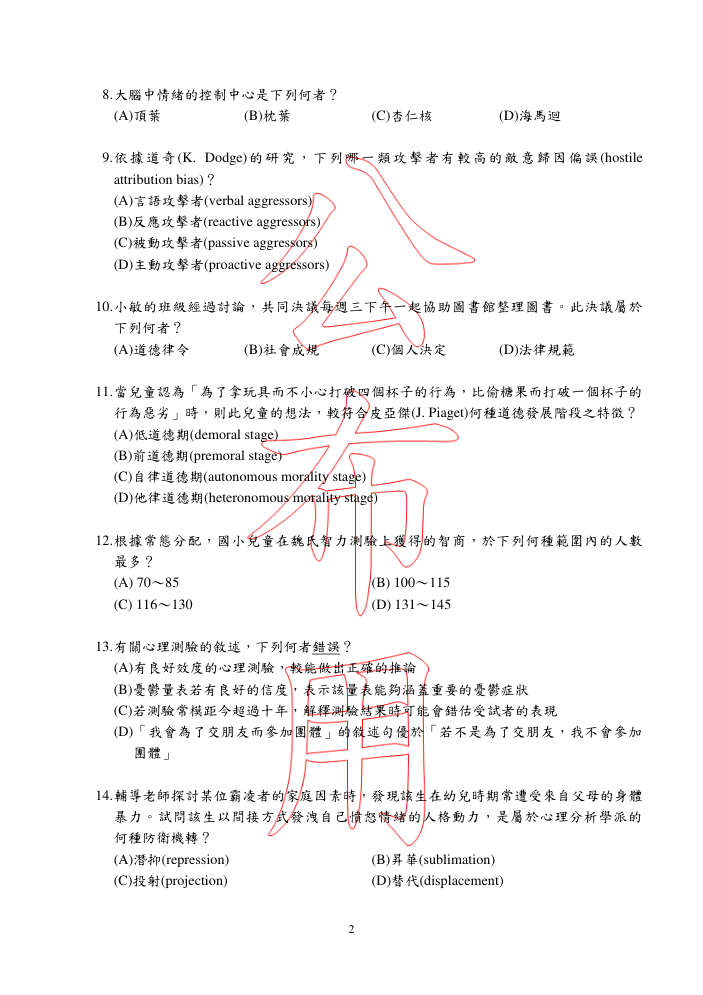 8.大腦中情緒的控制中心是下列何者？
(A)頂葉 (B)枕葉 (C)杏仁核 (D)海馬迴
9.依據道奇(K. Dodge)的研究，下列哪一類攻擊者有較高的敵意歸因偏誤(hostile
attribution bias)？
(A)言語攻擊者(verbal aggressors)
(B)反應攻擊者(reactive aggressors)
(C)被動攻擊者(passive aggressors)
(D)主動攻擊者(proactive aggressors)
10.小敏的班級經過討論，共同決議每週三下午一起協助圖書館整理圖書。此決議屬於
下列何者？
(A)道德律令 (B)社會成規 (C)個人決定 (D)法律規範
11.當兒童認為「為了拿玩具而不小心打破四個杯子的行為，比偷糖果而打破一個杯子的
行為惡劣」時，則此兒童的想法，較符合皮亞傑(J. Piaget)何種道德發展階段之特徵？
(A)低道德期(demoral stage)
(B)前道德期(premoral stage)
(C)自律道德期(autonomous morality stage)
(D)他律道德期(heteronomous morality stage)
12.根據常態分配，國小兒童在魏氏智力測驗上獲得的智商，於下列何種範圍內的人數
最多？
(A) 70～85 (B) 100～115
(C) 116～130 (D) 131～145
13.有關心理測驗的敘述，下列何者錯誤？
(A)有良好效度的心理測驗，較能做出正確的推論
(B)憂鬱量表若有良好的信度，表示該量表能夠涵蓋重要的憂鬱症狀
(C)若測驗常模距今超過十年，解釋測驗結果時可能會錯估受試者的表現
(D)「我會為了交朋友而參加團體」的敘述句優於「若不是為了交朋友，我不會參加
團體」
14.輔導老師探討某位霸凌者的家庭因素時，發現該生在幼兒時期常遭受來自父母的身體
暴力。試問該生以間接方式發洩自己憤怒情緒的人格動力，是屬於心理分析學派的
何種防衛機轉？
(A)潛抑(repression) (B)昇華(sublimation)
(C)投射(projection) (D)替代(displacement)
2
公
布
用